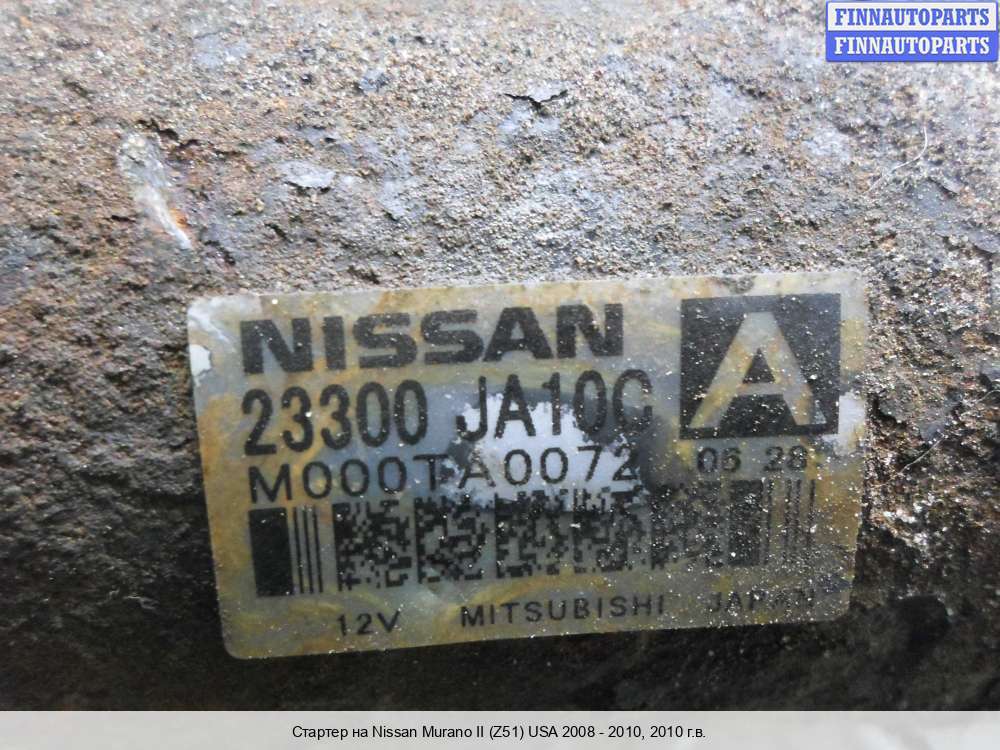 FINNAUTOPARTS
FINNAUTOPARTS
NISSAN
A
23300 JA10C
M000TA0072 06 28
12V MITSUBISHI JAPAN
Стартер на Nissan Murano II (Z51) USA 2008 - 2010, 2010 г.в.